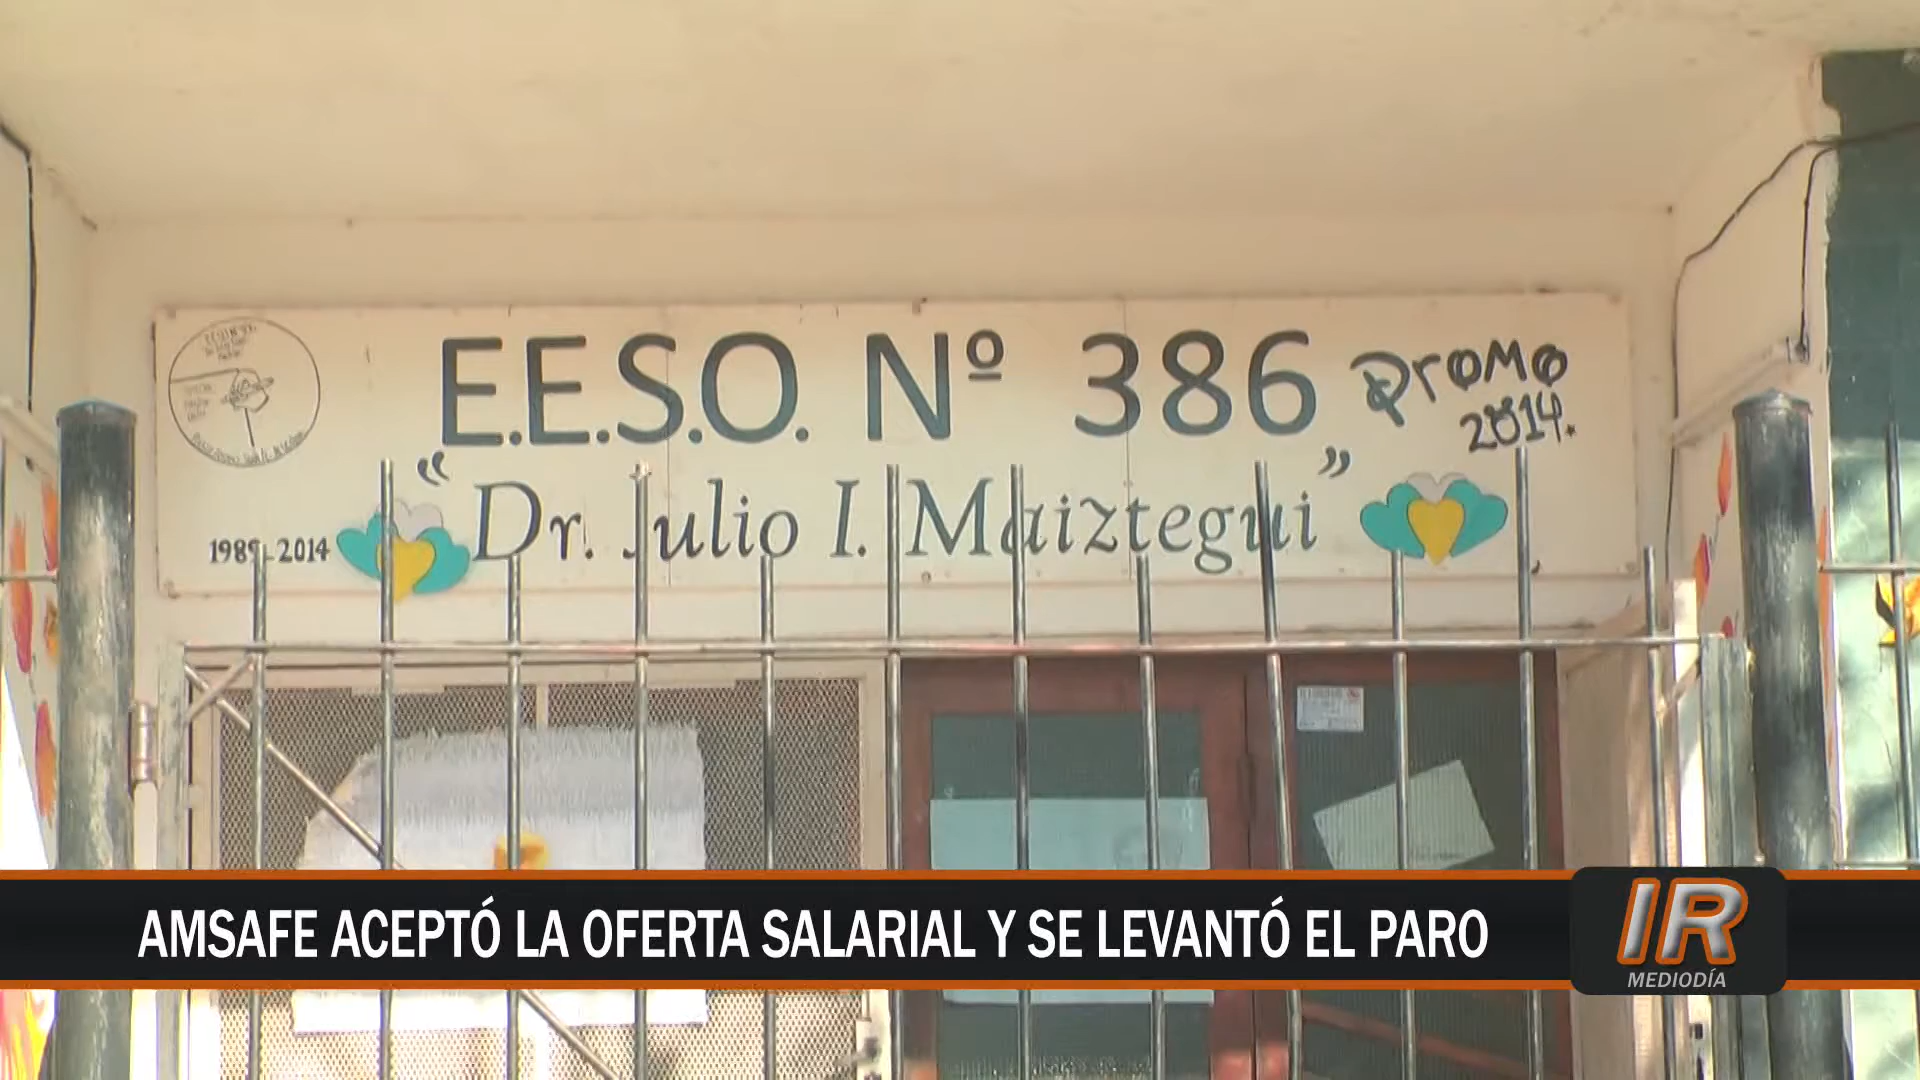 E.E.S.O. Nº 386
Promo
2014.
"Dr. Julio I. Maiztegui"
1989-2014
AMSAFE ACEPTÓ LA OFERTA SALARIAL Y SE LEVANTÓ EL PARO
IR
MEDIODÍA